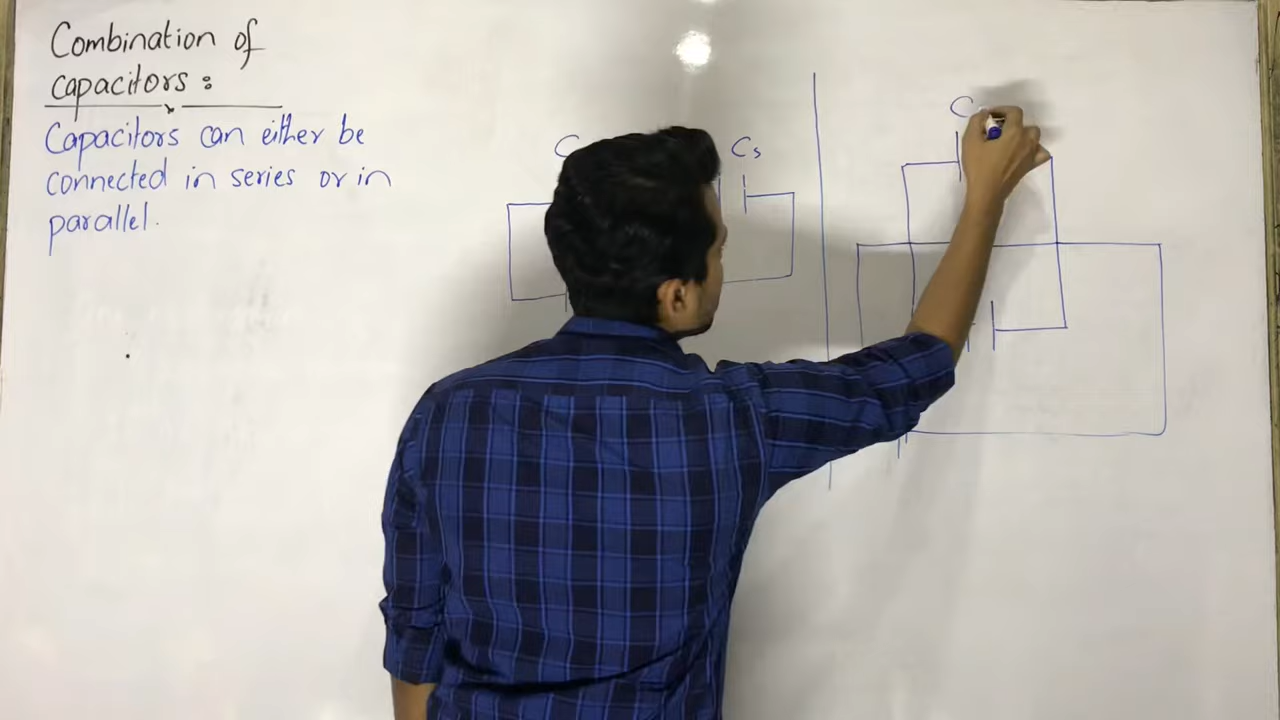 Combination of
capacitors :
Capacitors can either be
connected in series or in
parallel.
C
C₃
C